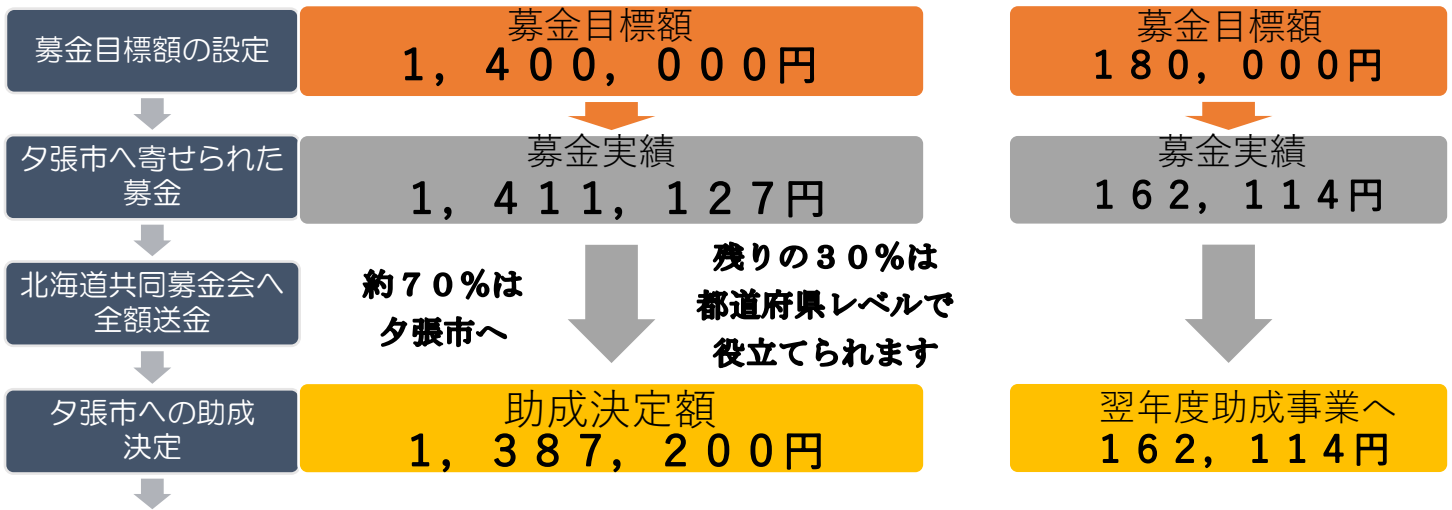 募金目標額の設定
募金目標額
１，４００，０００円
募金目標額
１８０，０００円
夕張市へ寄せられた
募金
募金実績
１，４１１，１２７円
募金実績
１６２，１１４円
北海道共同募金会へ
全額送金
約７０％は
夕張市へ
残りの３０％は
都道府県レベルで
役立てられます
夕張市への助成
決定
助成決定額
１，３８７，２００円
翌年度助成事業へ
１６２，１１４円